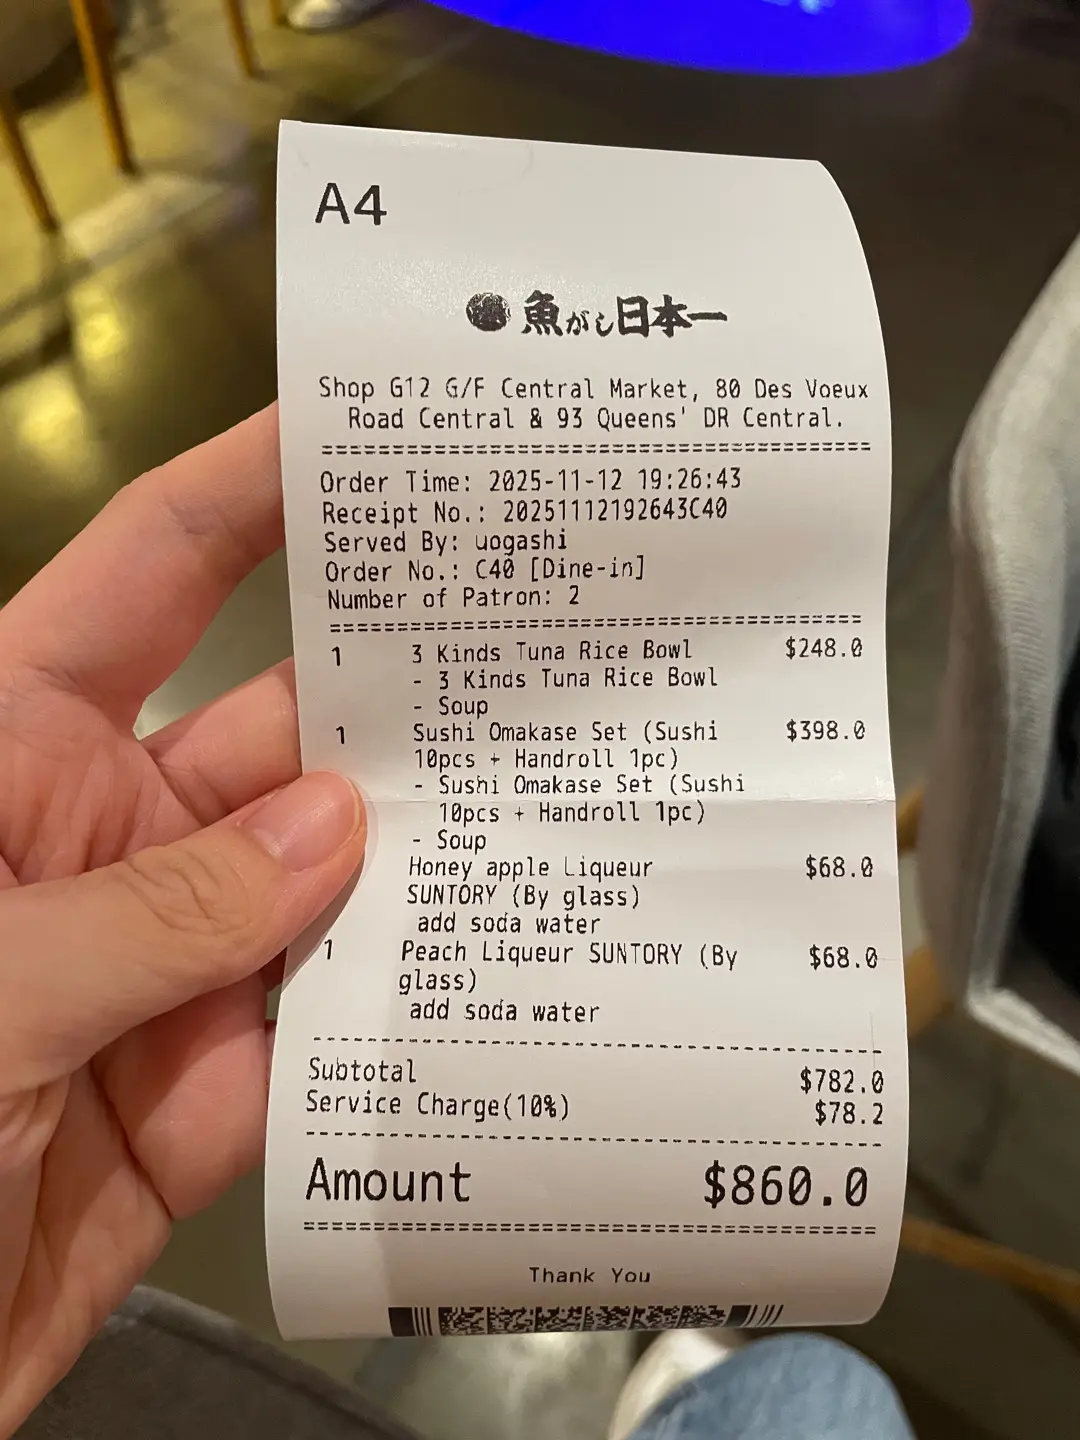 A4
魚がし日本一
Shop G12 G/F Central Market, 80 Des Voeux
Road Central & 93 Queens' DR Central.
Order Time: 2025-11-12 19:26:43
Receipt No.: 20251112192643C40
Served By: uogashi
Order No.: C40 [Dine-in]
Number of Patron: 2
1 3 Kinds Tuna Rice Bowl $248.0
- 3 Kinds Tuna Rice Bowl
- Soup
1 Sushi Omakase Set (Sushi $398.0
10pcs + Handroll 1pc)
- Sushi Omakase Set (Sushi
10pcs + Handroll 1pc)
- Soup
Honey apple Liqueur $68.0
SUNTORY (By glass)
add soda water
1 Peach Liqueur SUNTORY (By $68.0
glass)
add soda water
Subtotal $782.0
Service Charge(10%) $78.2
Amount $860.0
Thank You